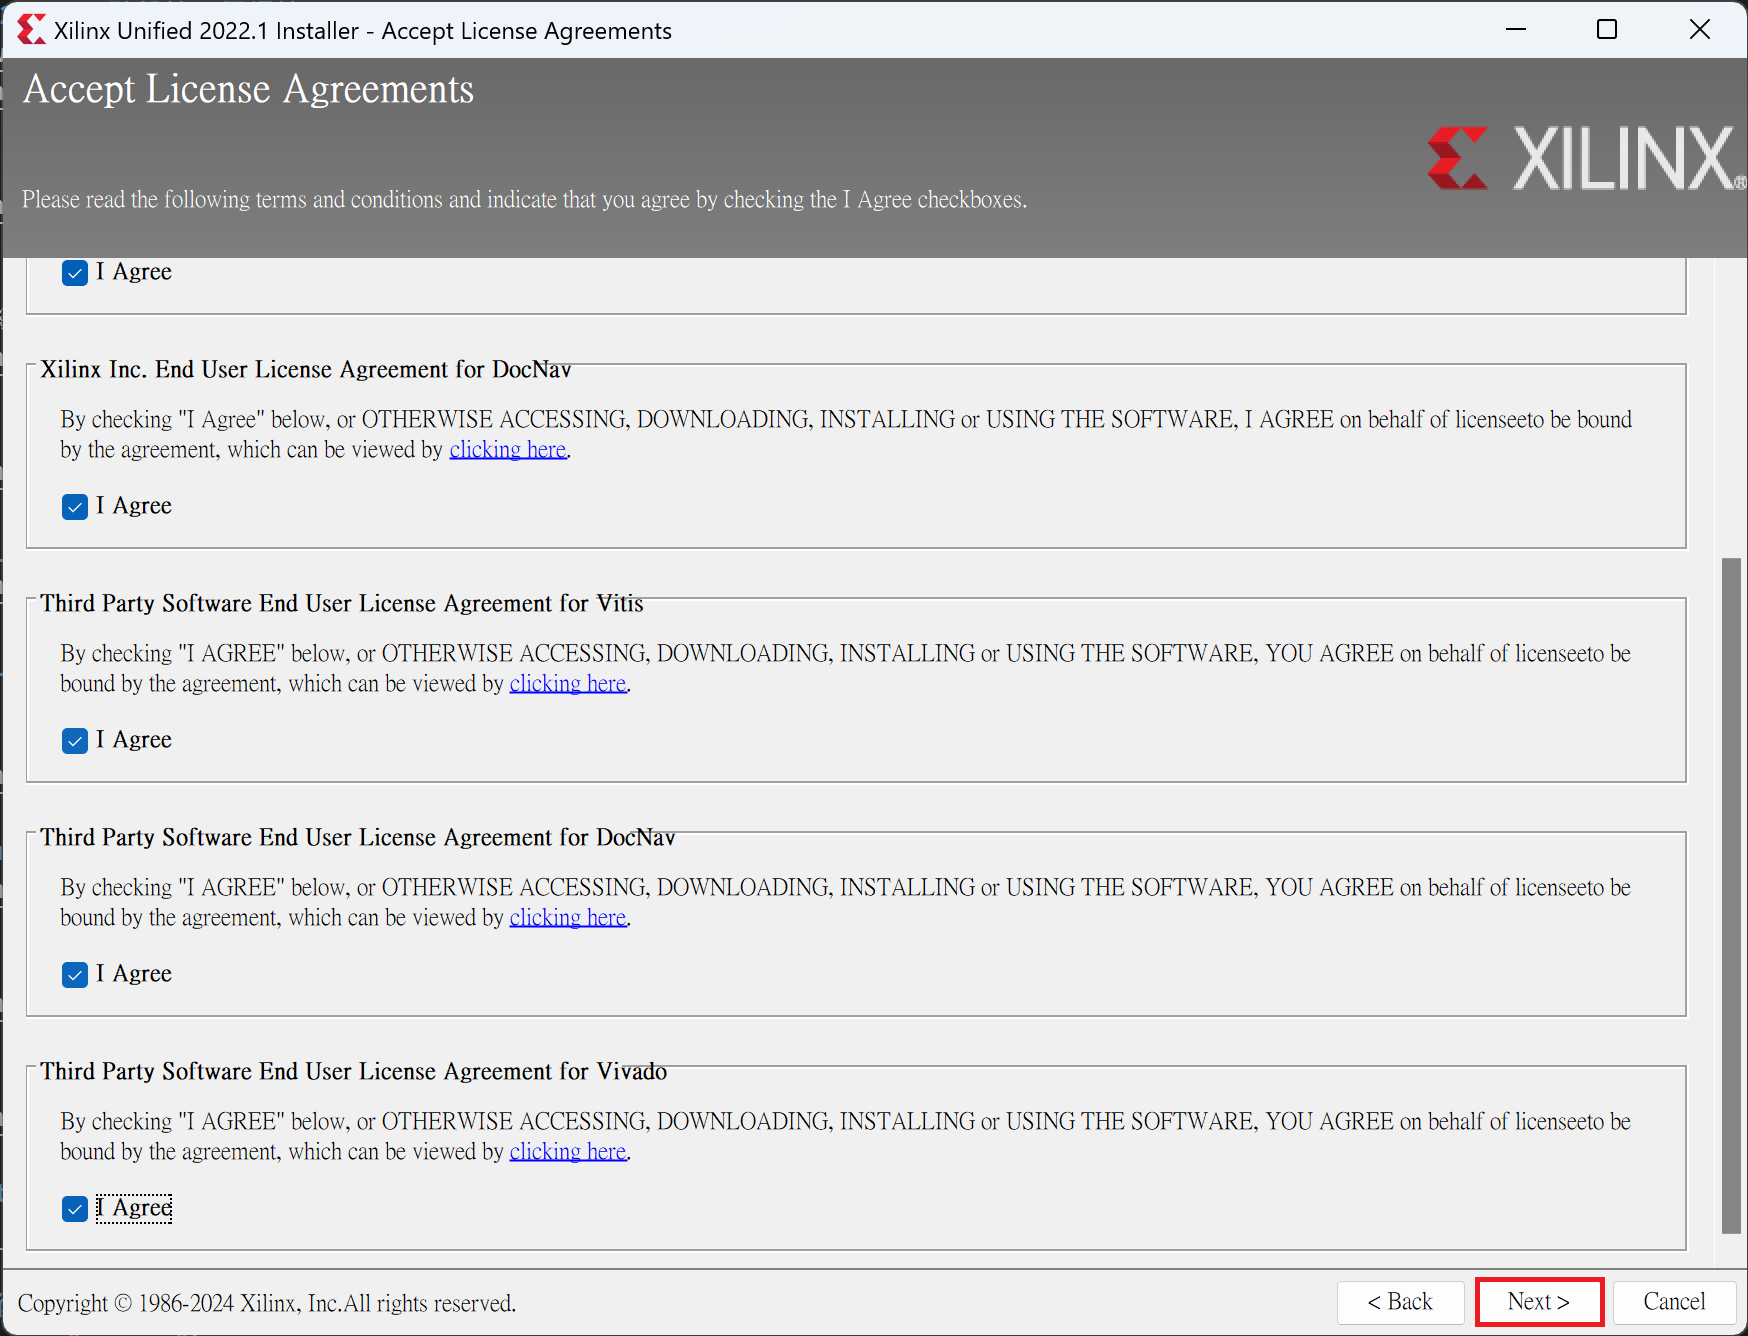 Xilinx Unified 2022.1 Installer - Accept License Agreements
Accept License Agreements
XILINX®
Please read the following terms and conditions and indicate that you agree by checking the I Agree checkboxes.
I Agree
Xilinx Inc. End User License Agreement for DocNav
By checking "I Agree" below, or OTHERWISE ACCESSING, DOWNLOADING, INSTALLING or USING THE SOFTWARE, I AGREE on behalf of licenseeto be bound
by the agreement, which can be viewed by clicking here.
I Agree
Third Party Software End User License Agreement for Vitis
By checking "I AGREE" below, or OTHERWISE ACCESSING, DOWNLOADING, INSTALLING or USING THE SOFTWARE, YOU AGREE on behalf of licenseeto be
bound by the agreement, which can be viewed by clicking here.
I Agree
Third Party Software End User License Agreement for DocNav
By checking "I AGREE" below, or OTHERWISE ACCESSING, DOWNLOADING, INSTALLING or USING THE SOFTWARE, YOU AGREE on behalf of licenseeto be
bound by the agreement, which can be viewed by clicking here.
I Agree
Third Party Software End User License Agreement for Vivado
By checking "I AGREE" below, or OTHERWISE ACCESSING, DOWNLOADING, INSTALLING or USING THE SOFTWARE, YOU AGREE on behalf of licenseeto be
bound by the agreement, which can be viewed by clicking here.
I Agree
Copyright © 1986-2024 Xilinx, Inc.All rights reserved.
< Back
Next >
Cancel